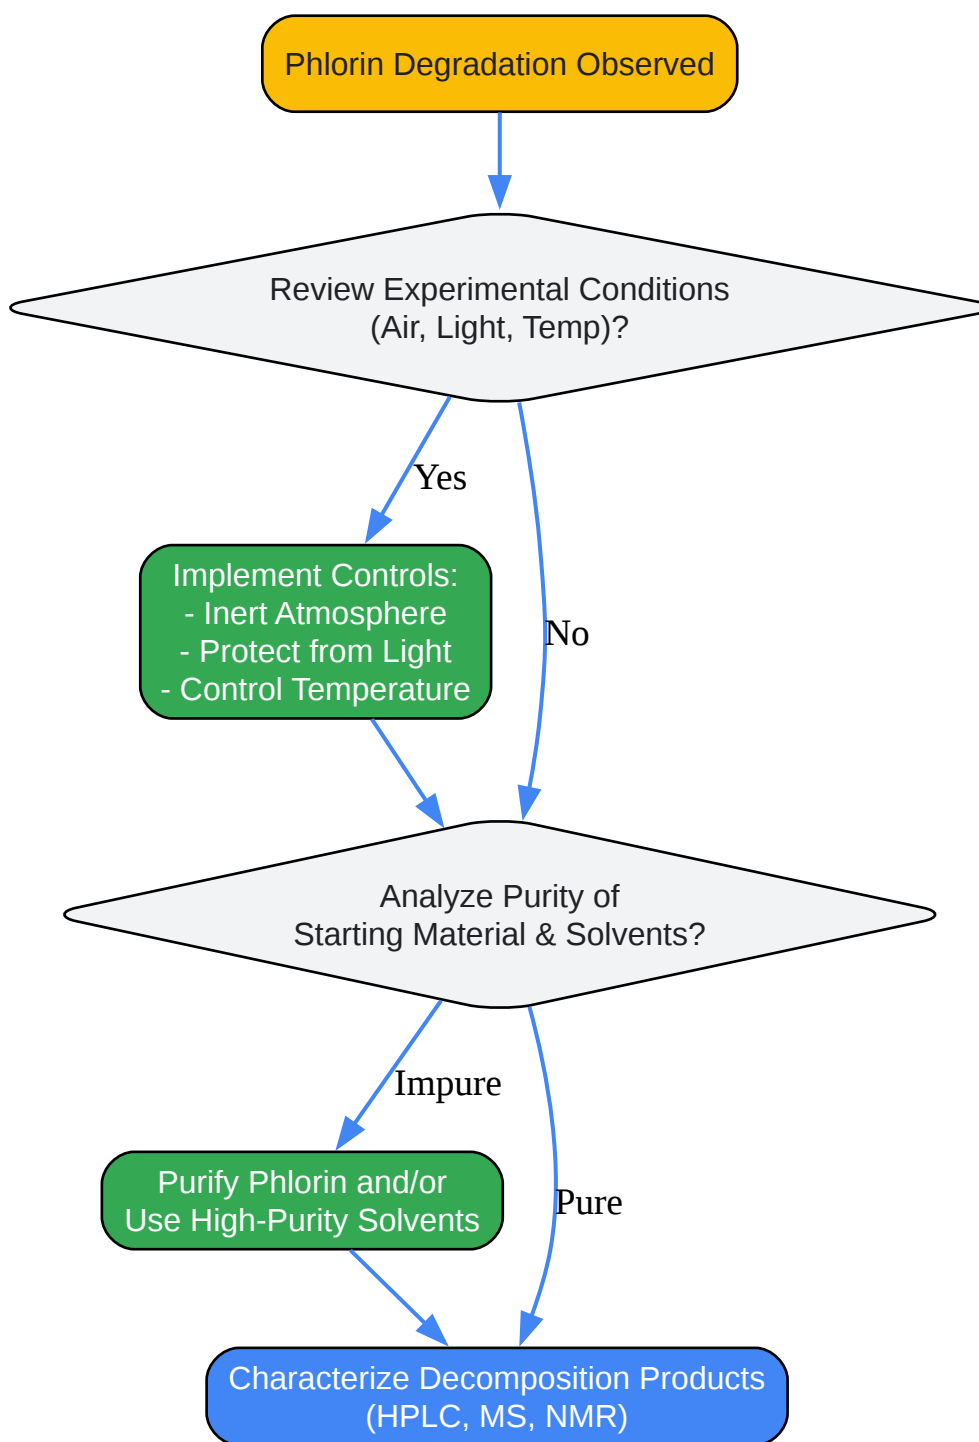 Phlorin Degradation Observed
Review Experimental Conditions
(Air, Light, Temp)?
Yes
Implement Controls:
- Inert Atmosphere
- Protect from Light
- Control Temperature
No
Analyze Purity of
Starting Material & Solvents?
Impure
Purify Phlorin and/or
Use High-Purity Solvents
Pure
Characterize Decomposition Products
(HPLC, MS, NMR)